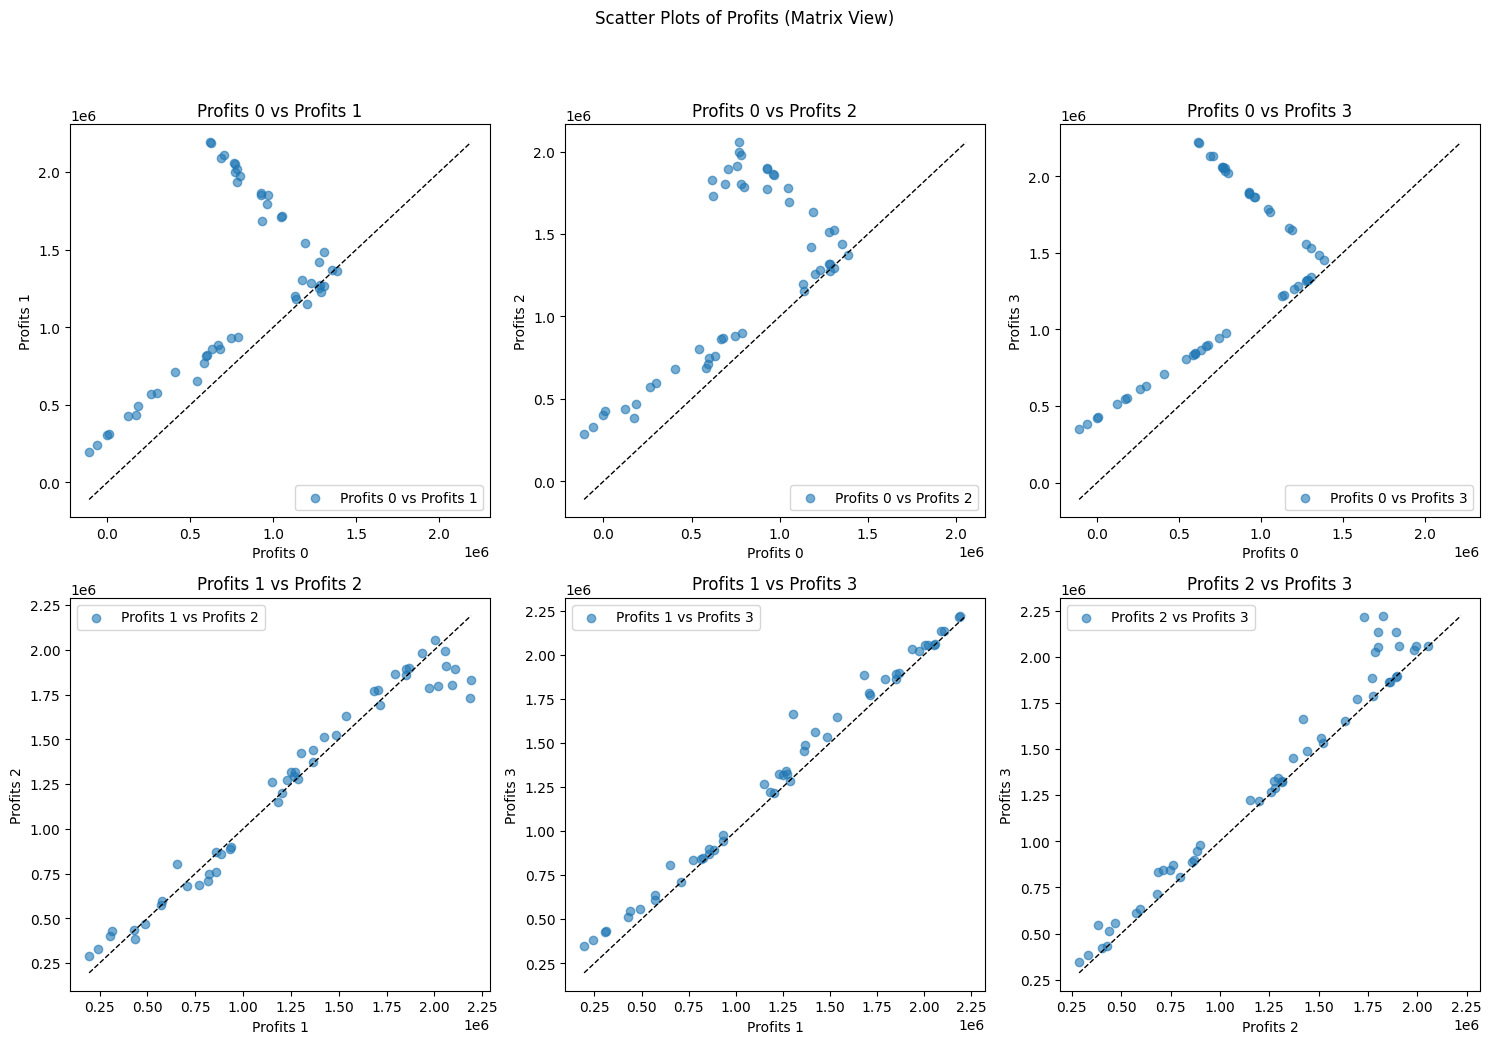 Scatter Plots of Profits (Matrix View)
Profits 0 vs Profits 1
1e6
2.0
1.5
1.0
0.5
0.0
Profits 1
Profits 0 vs Profits 1
0.0 0.5 1.0 1.5 2.0
Profits 0
1e6
Profits 0 vs Profits 2
1e6
2.0
1.5
1.0
0.5
0.0
Profits 2
Profits 0 vs Profits 2
0.0 0.5 1.0 1.5 2.0
Profits 0
1e6
Profits 0 vs Profits 3
1e6
2.0
1.5
1.0
0.5
0.0
Profits 3
Profits 0 vs Profits 3
0.0 0.5 1.0 1.5 2.0
Profits 0
1e6
Profits 1 vs Profits 2
1e6
Profits 1 vs Profits 2
2.25
2.00
1.75
1.50
1.25
1.00
0.75
0.50
0.25
Profits 2
0.25 0.50 0.75 1.00 1.25 1.50 1.75 2.00 2.25
Profits 1
1e6
Profits 1 vs Profits 3
1e6
Profits 1 vs Profits 3
2.25
2.00
1.75
1.50
1.25
1.00
0.75
0.50
0.25
Profits 3
0.25 0.50 0.75 1.00 1.25 1.50 1.75 2.00 2.25
Profits 1
1e6
Profits 2 vs Profits 3
1e6
Profits 2 vs Profits 3
2.25
2.00
1.75
1.50
1.25
1.00
0.75
0.50
0.25
Profits 3
0.25 0.50 0.75 1.00 1.25 1.50 1.75 2.00 2.25
Profits 2
1e6